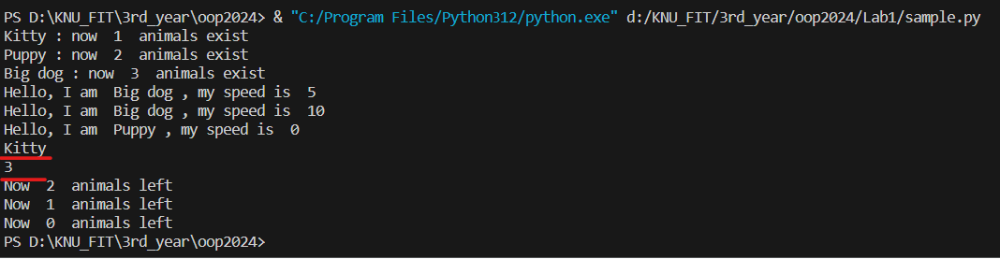 PS D:\KNU_FIT\3rd_year\oop2024> & "C:/Program Files/Python312/python.exe" d:/KNU_FIT/3rd_year/oop2024/Lab1/sample.py
Kitty : now  1  animals exist
Puppy : now  2  animals exist
Big dog : now  3  animals exist
Hello, I am  Big dog , my speed is  5
Hello, I am  Big dog , my speed is  10
Hello, I am  Puppy , my speed is  0
Kitty
3
Now  2  animals left
Now  1  animals left
Now  0  animals left
PS D:\KNU_FIT\3rd_year\oop2024>